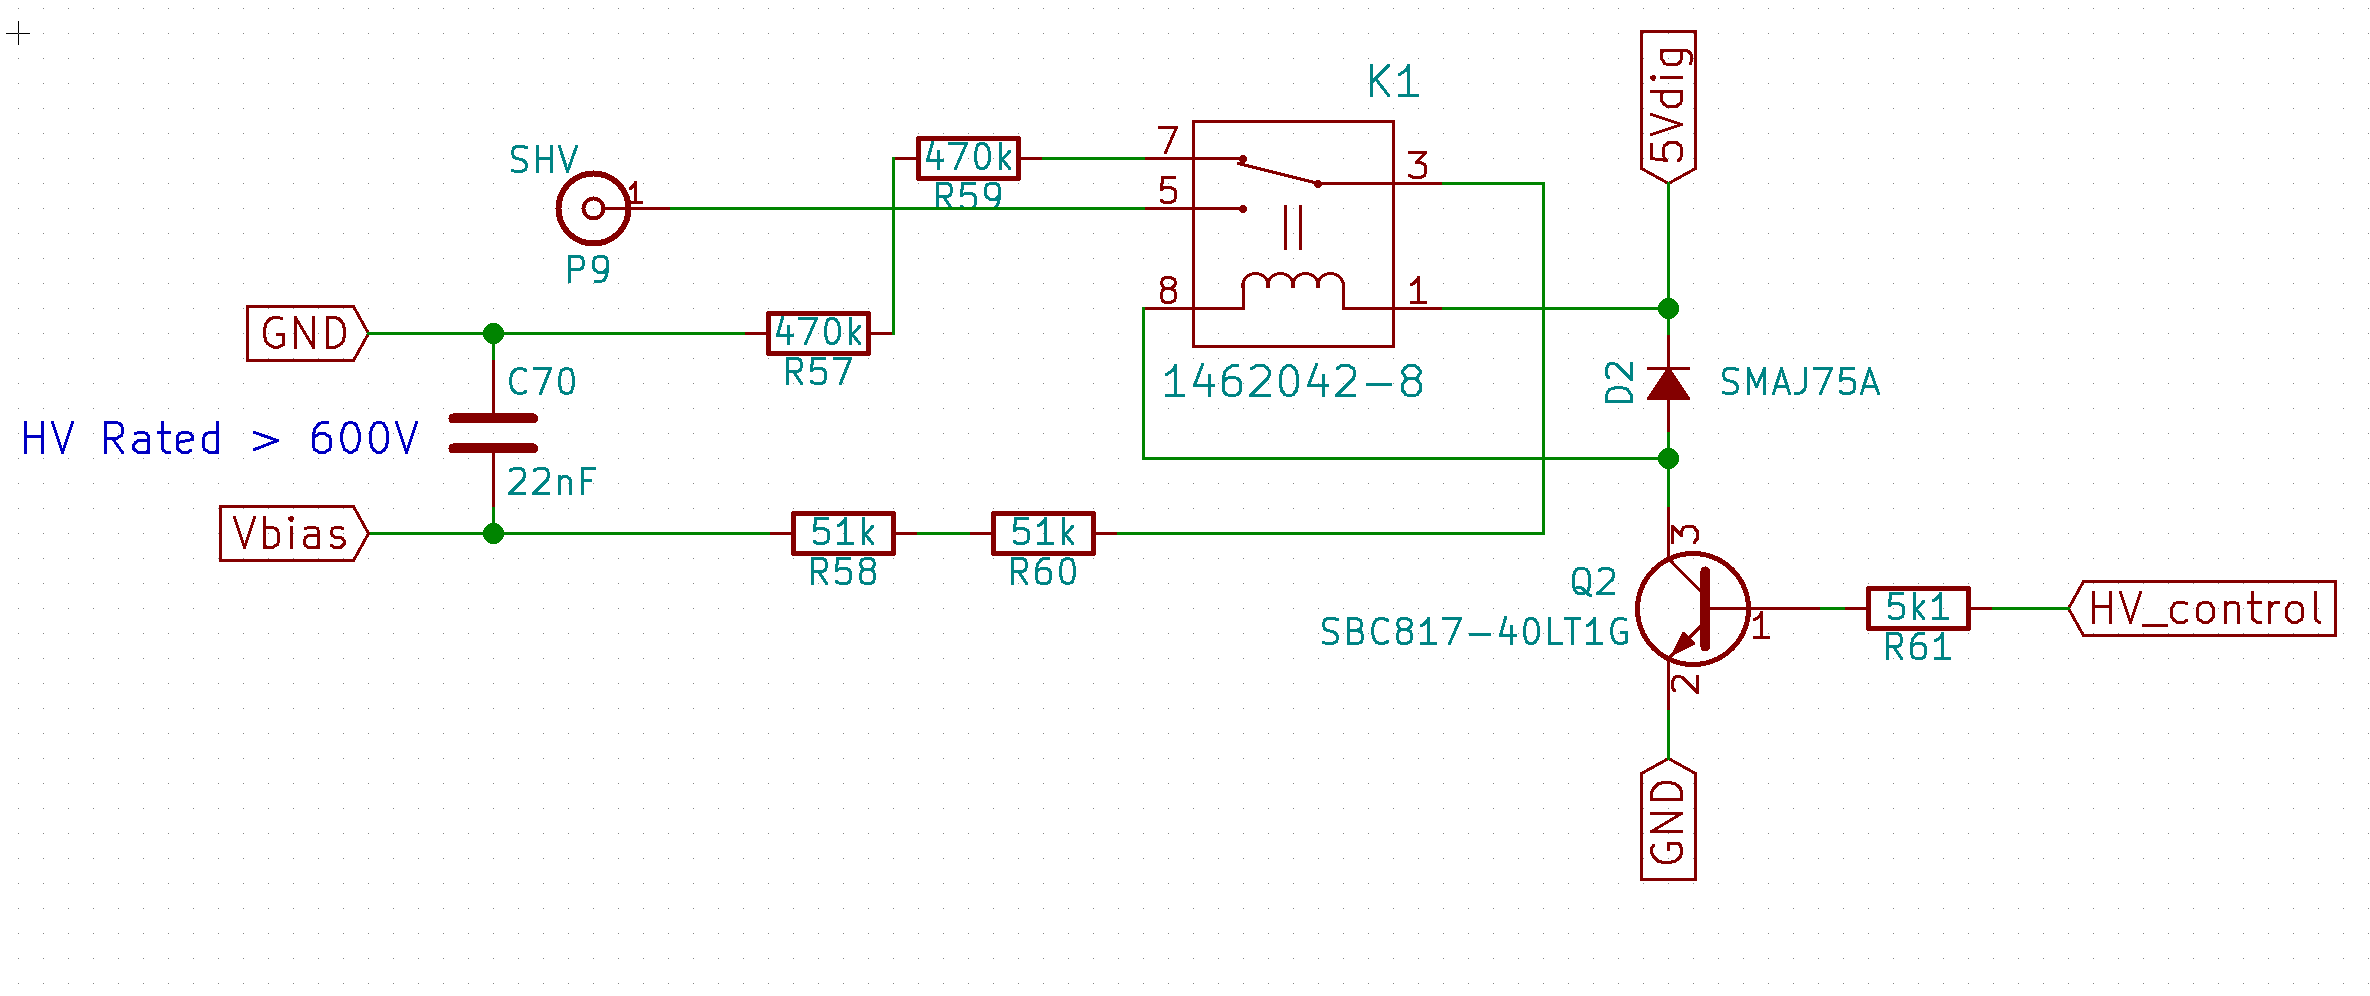 5Vdig
K1
SHV
1
P9
470k
R59
7
5
3
8
1
1462042-8
GND
470k
R57
C70
22nF
HV Rated > 600V
D2
SMAJ75A
Vbias
51k
R58
51k
R60
3
Q2
SBC817-40LT1G
1
2
5k1
R61
HV_control
GND